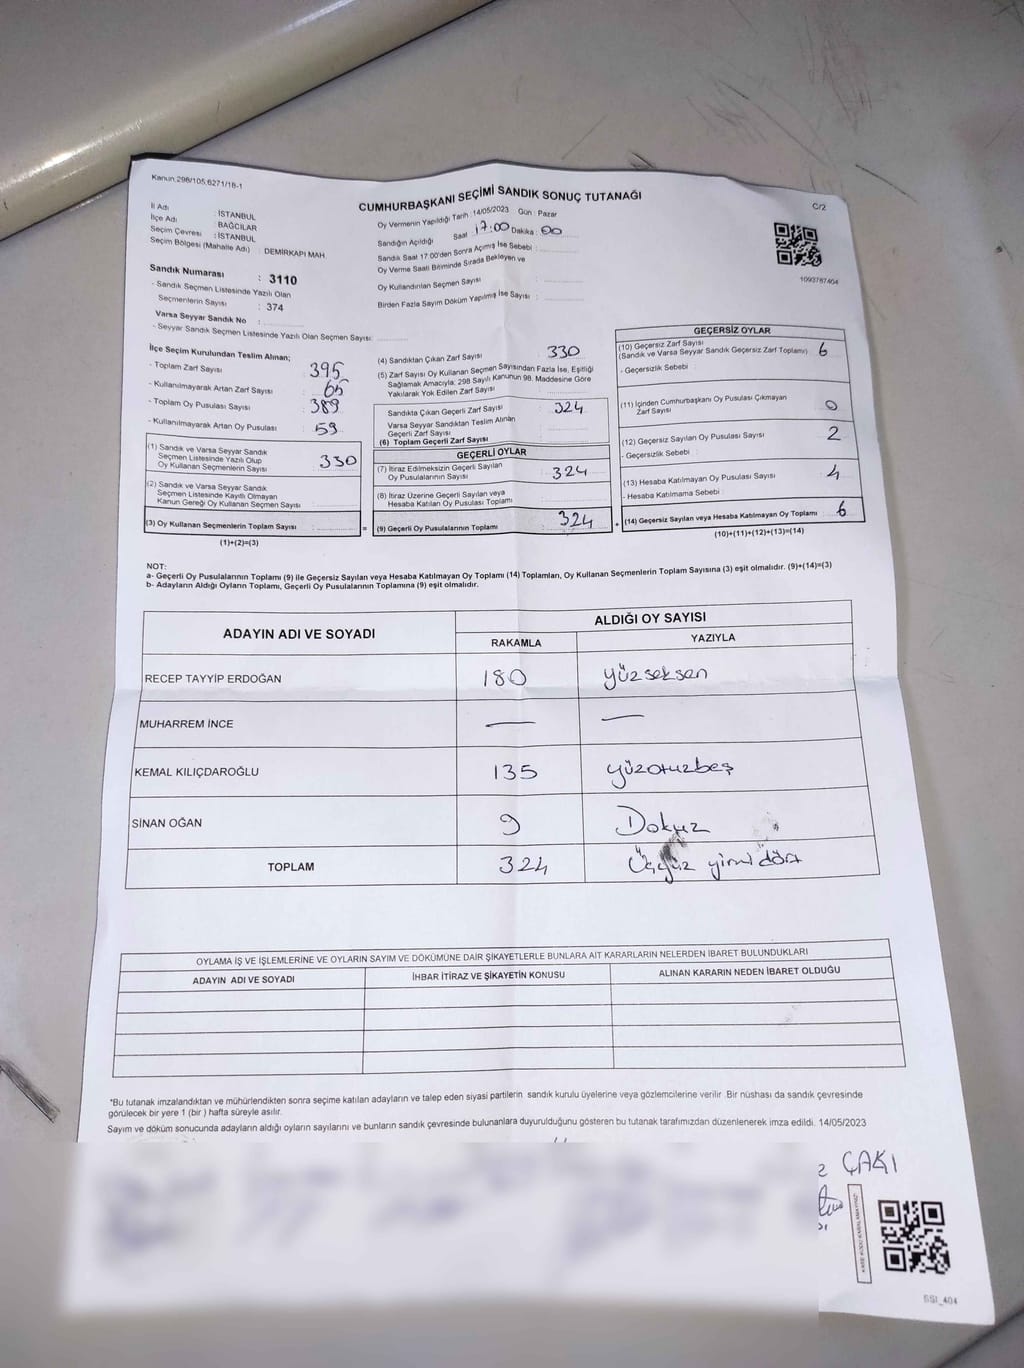 Kanun 298/105;6271/18-1
CUMHURBAŞKANI SEÇİMİ SANDIK SONUÇ TUTANAĞI
C/2
İl Adı : İSTANBUL
İlçe Adı : BAĞCILAR
Seçim Çevresi : İSTANBUL
Seçim Bölgesi (Mahalle Adı) : DEMİRKAPI MAH.
Oy Vermenin Yapıldığı Tarih : 14/05/2023 Gün : Pazar
Sandığın Açıldığı Saat 17:00 Dakika : 00
Sandık Saat 17.00'den Sonra Açımış İse Sebebi :
Oy Verme Saati Bitiminde Sırada Bekleyen ve
Oy Kullandırılan Seçmen Sayısı :
Birden Fazla Sayım Döküm Yapılmış İse Sayısı :
1093787404
Sandık Numarası : 3110
- Sandık Seçmen Listesinde Yazılı Olan
Seçmenlerin Sayısı : 374
Varsa Seyyar Sandık No :
- Seyyar Sandık Seçmen Listesinde Yazılı Olan Seçmen Sayısı:
İlçe Seçim Kurulundan Teslim Alınan;
- Toplam Zarf Sayısı : 395
- Kullanılmayarak Artan Zarf Sayısı : 65
- Toplam Oy Pusulası Sayısı : 389
- Kullanılmayarak Artan Oy Pusulası : 59
(1) Sandık ve Varsa Seyyar Sandık
Seçmen Listesinde Yazılı Olup
Oy Kullanan Seçmenlerin Sayısı : 330
(2) Sandık ve Varsa Seyyar Sandık
Seçmen Listesinde Kayıtlı Olmayan
Kanun Gereği Oy Kullanan Seçmen Sayısı :
(3) Oy Kullanan Seçmenlerin Toplam Sayısı :
(1)+(2)=(3)
(4) Sandıktan Çıkan Zarf Sayısı : 330
(5) Zarf Sayısı Oy Kullanan Seçmen Sayısından Fazla İse, Eşitliği
Sağlamak Amacıyla; 298 Sayılı Kanunun 98. Maddesine Göre
Yakılarak Yok Edilen Zarf Sayısı :
Sandıkta Çıkan Geçerli Zarf Sayısı : 324
Varsa Seyyar Sandıktan Teslim Alınan
Geçerli Zarf Sayısı :
(6) Toplam Geçerli Zarf Sayısı :
GEÇERLİ OYLAR
(7) İtiraz Edilmeksizin Geçerli Sayılan
Oy Pusulalarının Sayısı : 324
(8) İtiraz Üzerine Geçerli Sayılan veya
Hesaba Katılan Oy Pusulası Toplamı :
= (9) Geçerli Oy Pusulalarının Toplamı : 324
GEÇERSİZ OYLAR
(10) Geçersiz Zarf Sayısı
(Sandık ve Varsa Seyyar Sandık Geçersiz Zarf Toplamı) : 6
- Geçersizlik Sebebi :
(11) İçinden Cumhurbaşkanı Oy Pusulası Çıkmayan
Zarf Sayısı : 0
(12) Geçersiz Sayılan Oy Pusulası Sayısı : 2
- Geçersizlik Sebebi :
(13) Hesaba Katılmayan Oy Pusulası Sayısı : 4
- Hesaba Katılmama Sebebi :
+ (14) Geçersiz Sayılan veya Hesaba Katılmayan Oy Toplamı : 6
(10)+(11)+(12)+(13)=(14)
NOT:
a- Geçerli Oy Pusulalarının Toplamı (9) ile Geçersiz Sayılan veya Hesaba Katılmayan Oy Toplamı (14) Toplamları, Oy Kullanan Seçmenlerin Toplam Sayısına (3) eşit olmalıdır. (9)+(14)=(3)
b- Adayların Aldığı Oyların Toplamı, Geçerli Oy Pusulalarının Toplamına (9) eşit olmalıdır.
ADAYIN ADI VE SOYADI
ALDIĞI OY SAYISI
RAKAMLA YAZIYLA
RECEP TAYYİP ERDOĞAN 180 yüzseksen
MUHARREM İNCE — —
KEMAL KILIÇDAROĞLU 135 yüzotuzbeş
SİNAN OĞAN 9 Dokuz
TOPLAM 324 Üçyüz yirmi dört
OYLAMA İŞ VE İŞLEMLERİNE VE OYLARIN SAYIM VE DÖKÜMÜNE DAİR ŞİKAYETLERLE BUNLARA AİT KARARLARIN NELERDEN İBARET BULUNDUKLARI
ADAYIN ADI VE SOYADI İHBAR İTİRAZ VE ŞİKAYETİN KONUSU ALINAN KARARIN NEDEN İBARET OLDUĞU
*Bu tutanak imzalandıktan ve mühürlendikten sonra seçime katılan adayların ve talep eden siyasi partilerin sandık kurulu üyelerine veya gözlemcilerine verilir. Bir nüshası da sandık çevresinde
görülecek bir yere 1 (bir ) hafta süreyle asılır.
Sayım ve döküm sonucunda adayların aldığı oyların sayılarını ve bunların sandık çevresinde bulunanlara duyurulduğunu gösteren bu tutanak tarafımızdan düzenlenerek imza edildi. 14/05/2023
ÇAKI
KARE KODU KARALAMAYINIZ!
SSI_404